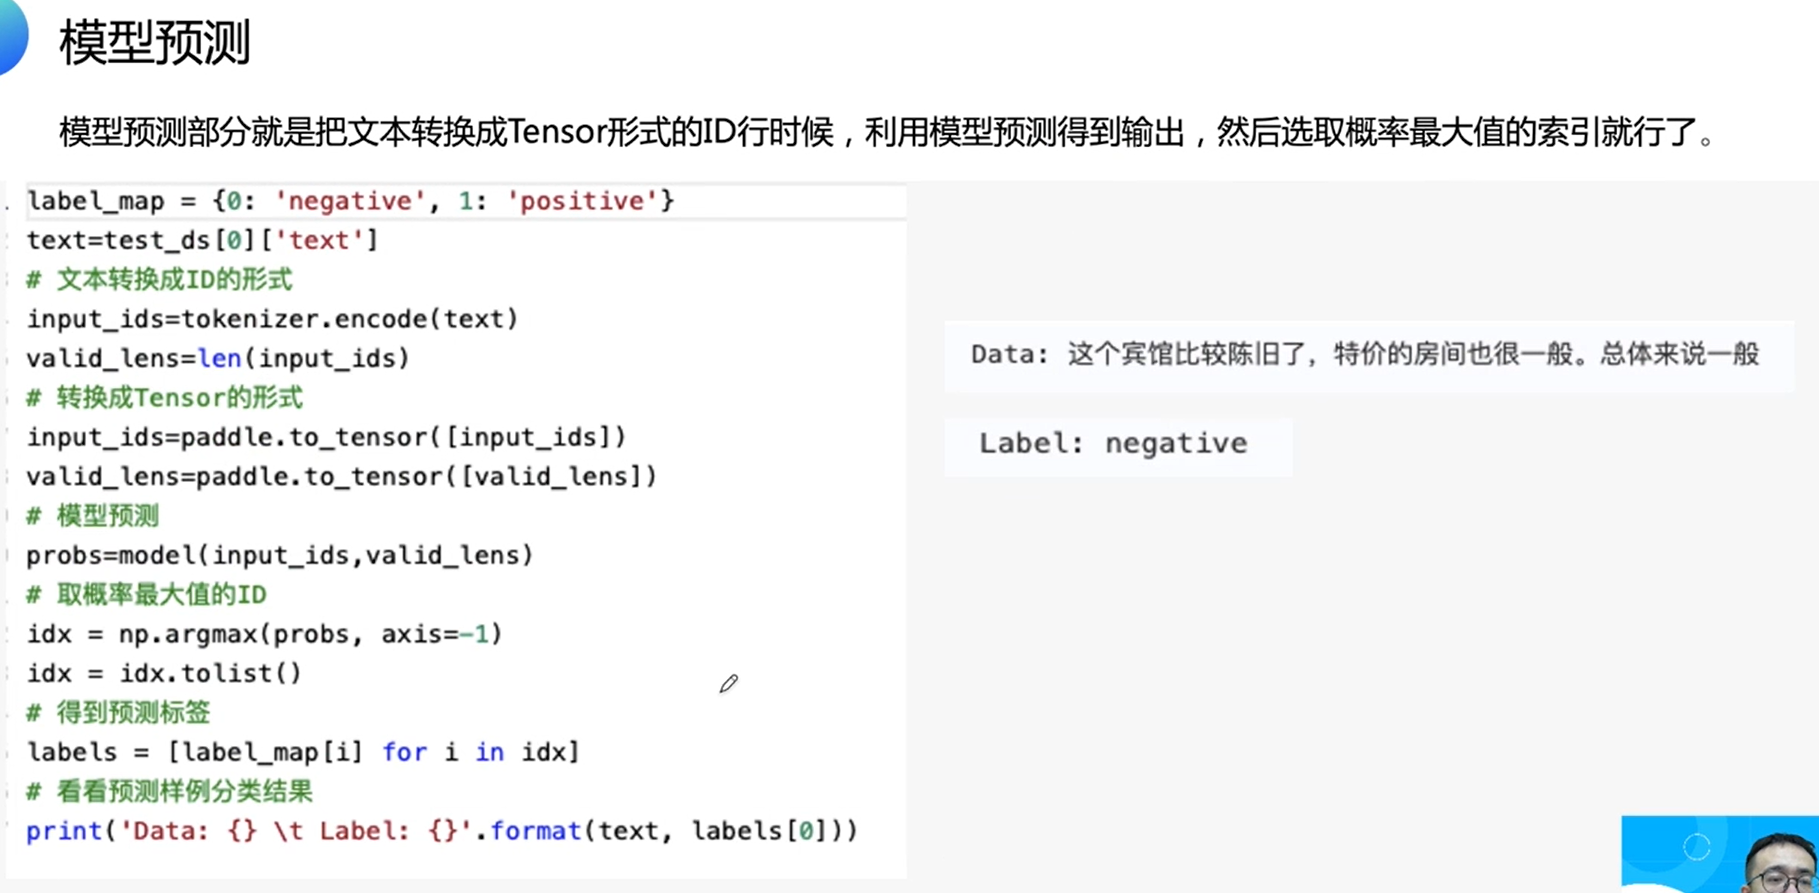 模型预测
模型预测部分就是把文本转换成Tensor形式的ID行时候，利用模型预测得到输出，然后选取概率最大值的索引就行了。
label_map = {0: 'negative', 1: 'positive'}
text=test_ds[0]['text']
# 文本转换成ID的形式
input_ids=tokenizer.encode(text)
valid_lens=len(input_ids)
# 转换成Tensor的形式
input_ids=paddle.to_tensor([input_ids])
valid_lens=paddle.to_tensor([valid_lens])
# 模型预测
probs=model(input_ids,valid_lens)
# 取概率最大值的ID
idx = np.argmax(probs, axis=-1)
idx = idx.tolist()
# 得到预测标签
labels = [label_map[i] for i in idx]
# 看看预测样例分类结果
print('Data: {} \t Label: {}'.format(text, labels[0]))
Data: 这个宾馆比较陈旧了，特价的房间也很一般。总体来说一般
Label: negative